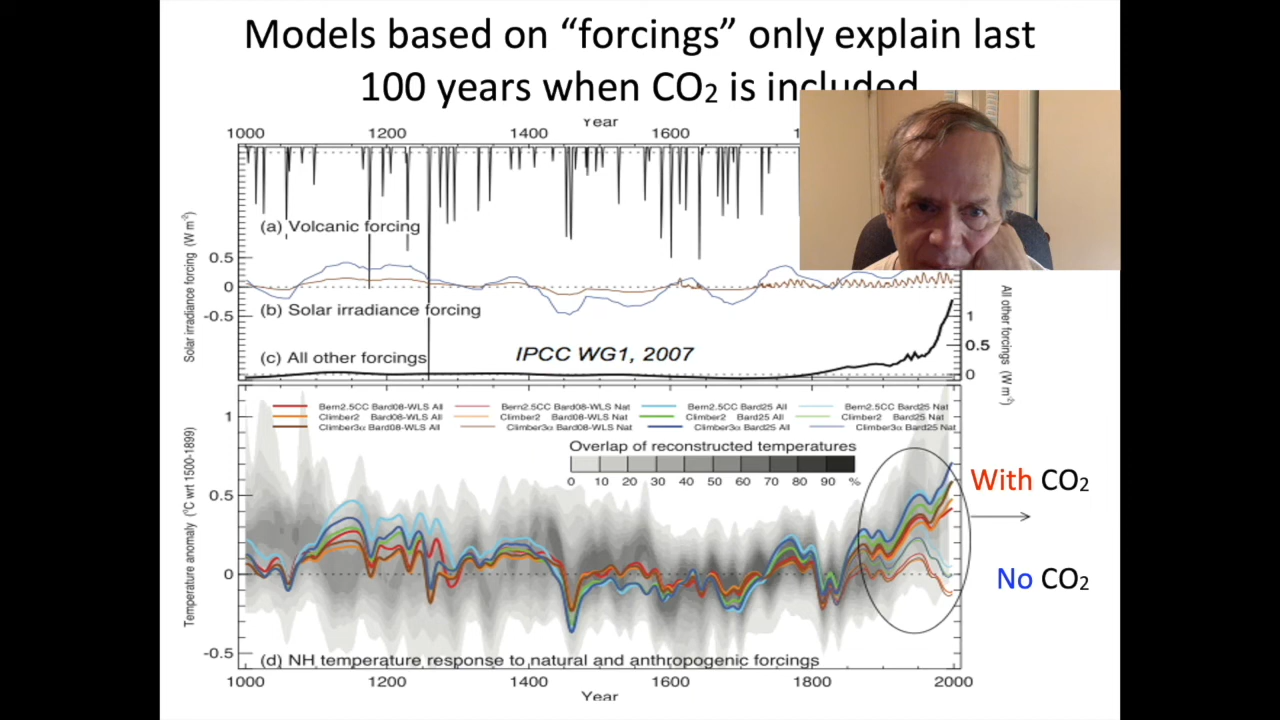 Models based on “forcings” only explain last
100 years when CO2 is included
Year
1000 1200 1400 1600
(a) Volcanic forcing
Solar irradiance forcing (W m-2)
0.5
0
-0.5
(b) Solar irradiance forcing
(c) All other forcings
IPCC WG1, 2007
1
0.5
0
All other forcings (W m-2)
Bern2.5CC Bard08-WLS All Bern2.5CC Bard08-WLS Nat Bern2.5CC Bard25 All Bern2.5CC Bard25 Nat
Climber2 Bard08-WLS All Climber2 Bard08-WLS Nat Climber2 Bard25 All Climber2 Bard25 Nat
Climber3α Bard08-WLS All Climber3α Bard08-WLS Nat Climber3α Bard25 All Climber3α Bard25 Nat
Overlap of reconstructed temperatures
0 10 20 30 40 50 60 70 80 90 %
Temperature anomaly (°C wrt 1500-1899)
1
0.5
0
-0.5
With CO2
No CO2
(d) NH temperature response to natural and anthropogenic forcings
1000 1200 1400 1600 1800 2000
Year